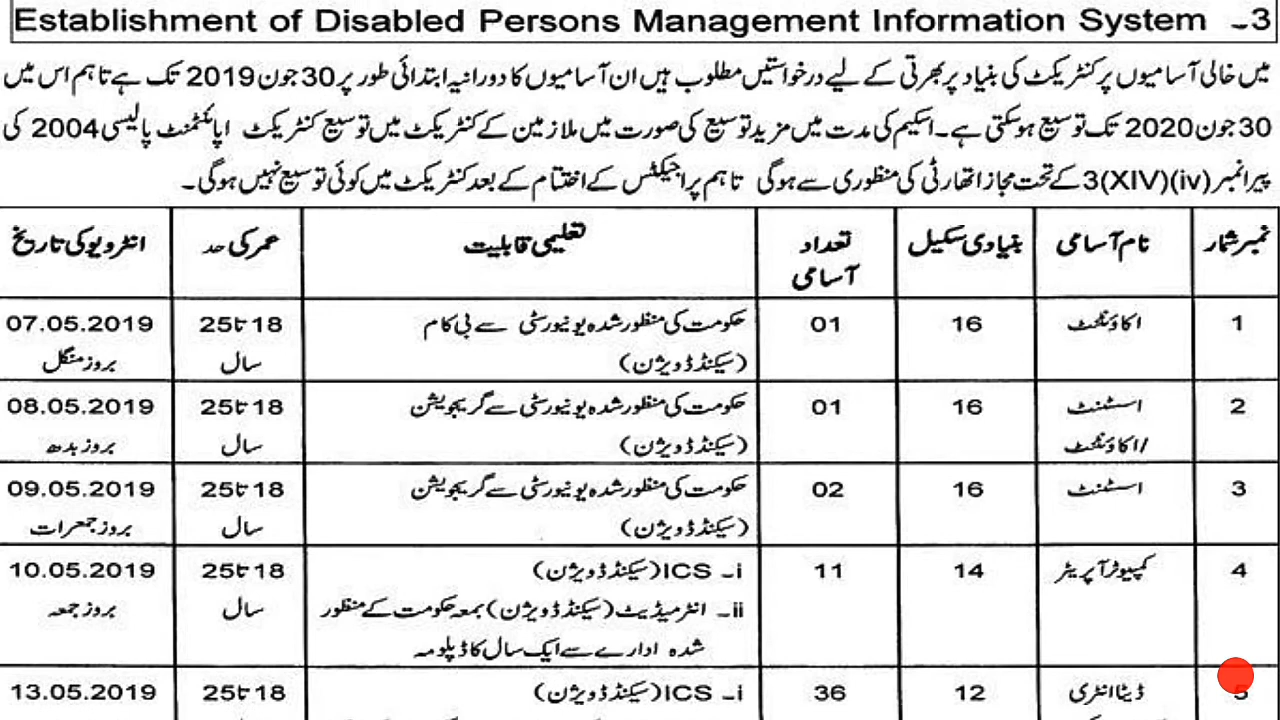 3۔ Establishment of Disabled Persons Management Information System
میں خالی آسامیوں پر کنٹریکٹ کی بنیاد پر بھرتی کے لیے درخواستیں مطلوب ہیں ان آسامیوں کا دورانیہ ابتدائی طور پر 30 جون 2019 تک ہے تاہم اس میں
30 جون 2020 تک توسیع ہو سکتی ہے۔ اسکیم کی مدت میں مزید توسیع کی صورت میں ملازمین کے کنٹریکٹ میں توسیع کنٹریکٹ اپائنٹمنٹ پالیسی 2004 کی
پیرا نمبر 3(XIV)(iv) کے تحت مجاز اتھارٹی کی منظوری سے ہوگی تاہم پراجیکٹس کے اختتام کے بعد کنٹریکٹ میں کوئی توسیع نہیں ہوگی۔
نمبر شمار نام آسامی بنیادی سکیل تعداد آسامی تعلیمی قابلیت عمر کی حد انٹرویو کی تاریخ
1 اکاؤنٹنٹ 16 01 حکومت کی منظور شدہ یونیورسٹی سے بی کام 18 تا 25 07.05.2019
(سیکنڈ ڈویژن) سال بروز منگل
2 اسسٹنٹ 16 01 حکومت کی منظور شدہ یونیورسٹی سے گریجویشن 18 تا 25 08.05.2019
/اکاؤنٹنٹ (سیکنڈ ڈویژن) سال بروز بدھ
3 اسسٹنٹ 16 02 حکومت کی منظور شدہ یونیورسٹی سے گریجویشن 18 تا 25 09.05.2019
(سیکنڈ ڈویژن) سال بروز جمعرات
4 کمپیوٹر آپریٹر 14 11 i۔ ICS (سیکنڈ ڈویژن) 18 تا 25 10.05.2019
ii۔ انٹرمیڈیٹ (سیکنڈ ڈویژن) بمعہ حکومت کے منظور سال بروز جمعہ
شدہ ادارے سے ایک سال کا ڈپلومہ
5 ڈیٹا انٹری 12 36 i۔ ICS (سیکنڈ ڈویژن) 18 تا 25 13.05.2019